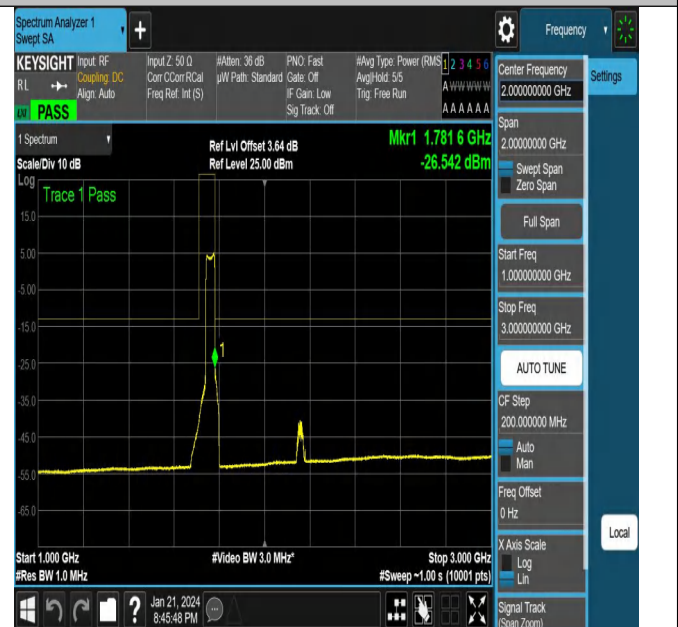 Spectrum Analyzer 1
Swept SA
+
Frequency
KEYSIGHT
Input: RF
Input Z: 50 Ω
#Atten: 36 dB
PNO: Fast
#Avg Type: Power (RMS
1 2 3 4 5 6
RL
Coupling: DC
Corr CCorr RCal
µW Path: Standard
Gate: Off
Avg|Hold: 5/5
A W W W W W
Align: Auto
Freq Ref: Int (S)
IF Gain: Low
Trig: Free Run
LXI
PASS
Sig Track: Off
A A A A A A
1 Spectrum
Ref Lvl Offset 3.64 dB
Mkr1 1.781 6 GHz
Scale/Div 10 dB
Ref Level 25.00 dBm
-26.542 dBm
Log
Trace 1 Pass
15.0
5.00
-5.00
-15.0
-25.0
-35.0
-45.0
-55.0
-65.0
1
Start 1.000 GHz
#Video BW 3.0 MHz*
Stop 3.000 GHz
#Res BW 1.0 MHz
#Sweep ~1.00 s (10001 pts)
?
Jan 21, 2024
8:45:48 PM
Center Frequency
2.00000000 GHz
Settings
Span
2.00000000 GHz
Swept Span
Zero Span
Full Span
Start Freq
1.000000000 GHz
Stop Freq
3.000000000 GHz
AUTO TUNE
CF Step
200.000000 MHz
Auto
Man
Freq Offset
0 Hz
X Axis Scale
Log
Lin
Local
Signal Track
(Span Zoom)